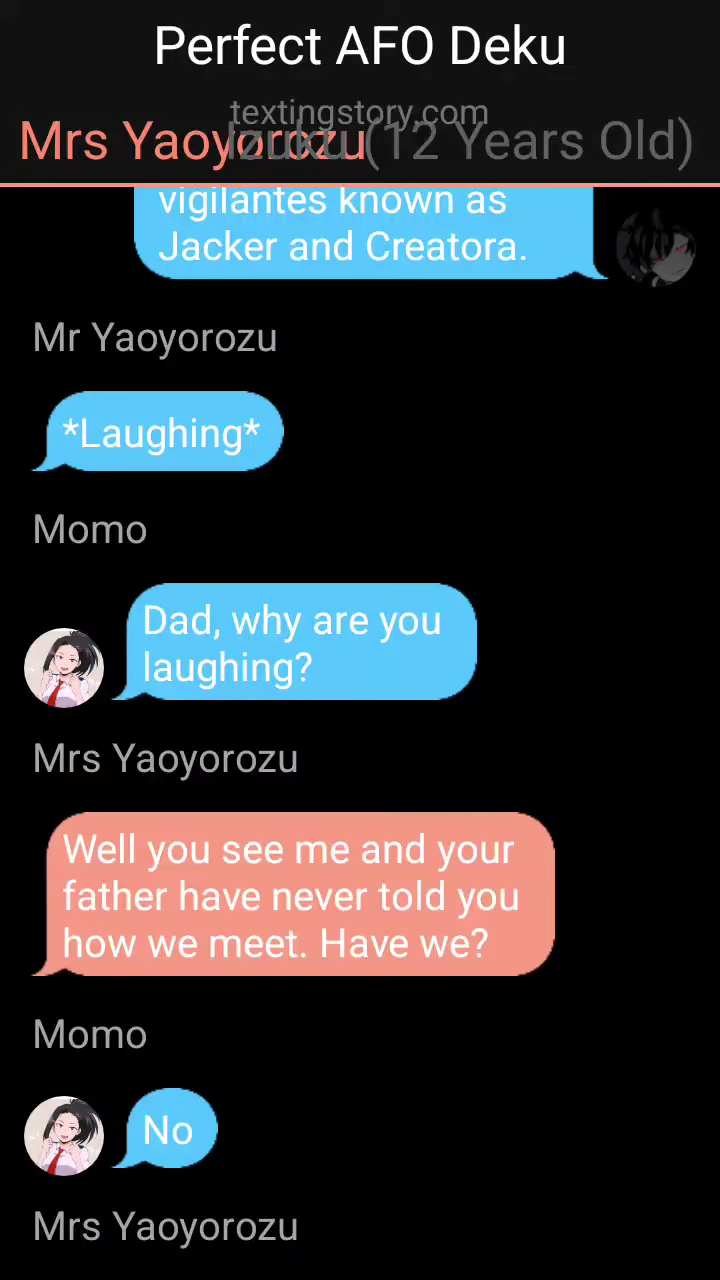 Perfect AFO Deku
textingstory.com
Mrs Yaoyorozu Izuku (12 Years Old)
vigilantes known as
Jacker and Creatora.
Mr Yaoyorozu
*Laughing*
Momo
Dad, why are you
laughing?
Mrs Yaoyorozu
Well you see me and your
father have never told you
how we meet. Have we?
Momo
No
Mrs Yaoyorozu